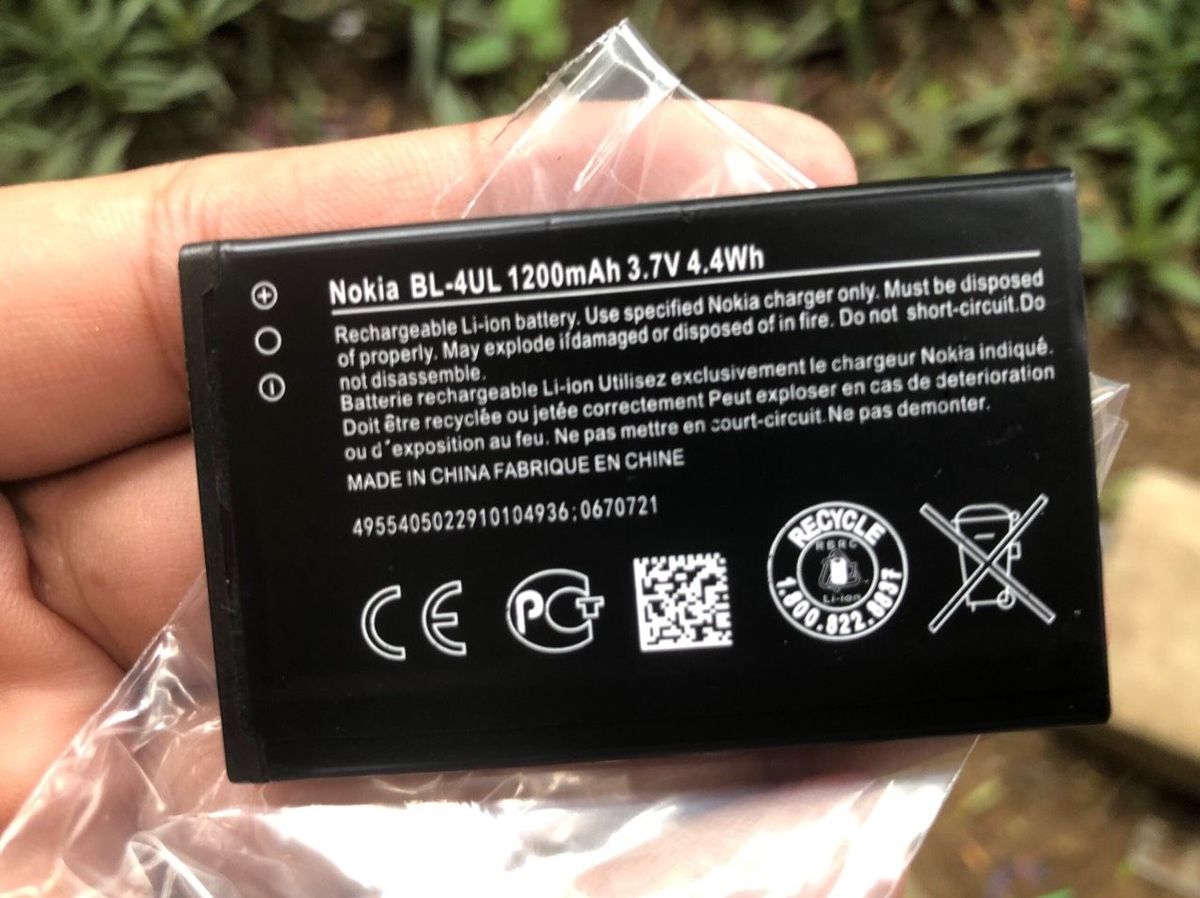 Nokia BL-4UL 1200mAh 3.7V 4.4Wh
Rechargeable Li-ion battery. Use specified Nokia charger only. Must be disposed
of properly. May explode ifdamaged or disposed of in fire. Do not short-circuit.Do
not disassemble.
Batterie rechargeable Li-ion Utilisez exclusivement le chargeur Nokia indiqué.
Doit être recyclée ou jetée correctement Peut exploser en cas de deterioration
ou d´exposition au feu. Ne pas mettre en court-circuit. Ne pas demonter.
MADE IN CHINA FABRIQUE EN CHINE
4955405022910104936;0670721
CE
PCT
RECYCLE
RBRC
Li-ion
1.800.822.8837